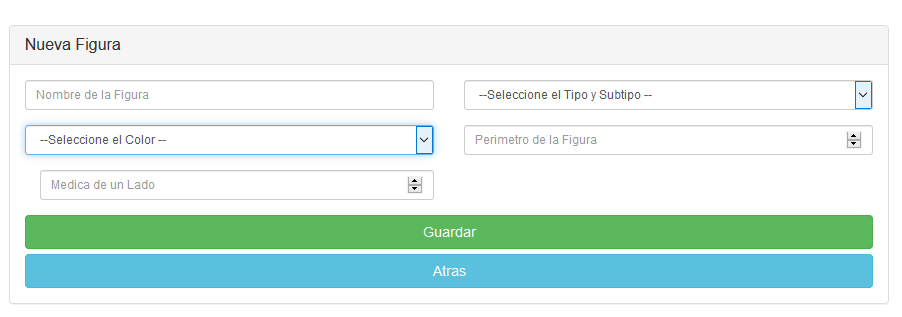 Nueva Figura
Nombre de la Figura
--Seleccione el Tipo y Subtipo --
--Seleccione el Color --
Perimetro de la Figura
Medica de un Lado
Guardar
Atras